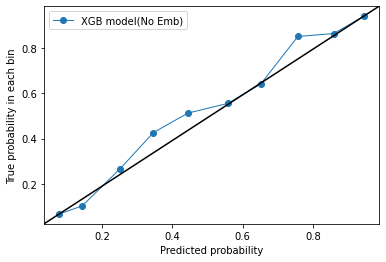 XGB model(No Emb)
True probability in each bin
0.8
0.6
0.4
0.2
0.2
0.4
0.6
0.8
Predicted probability